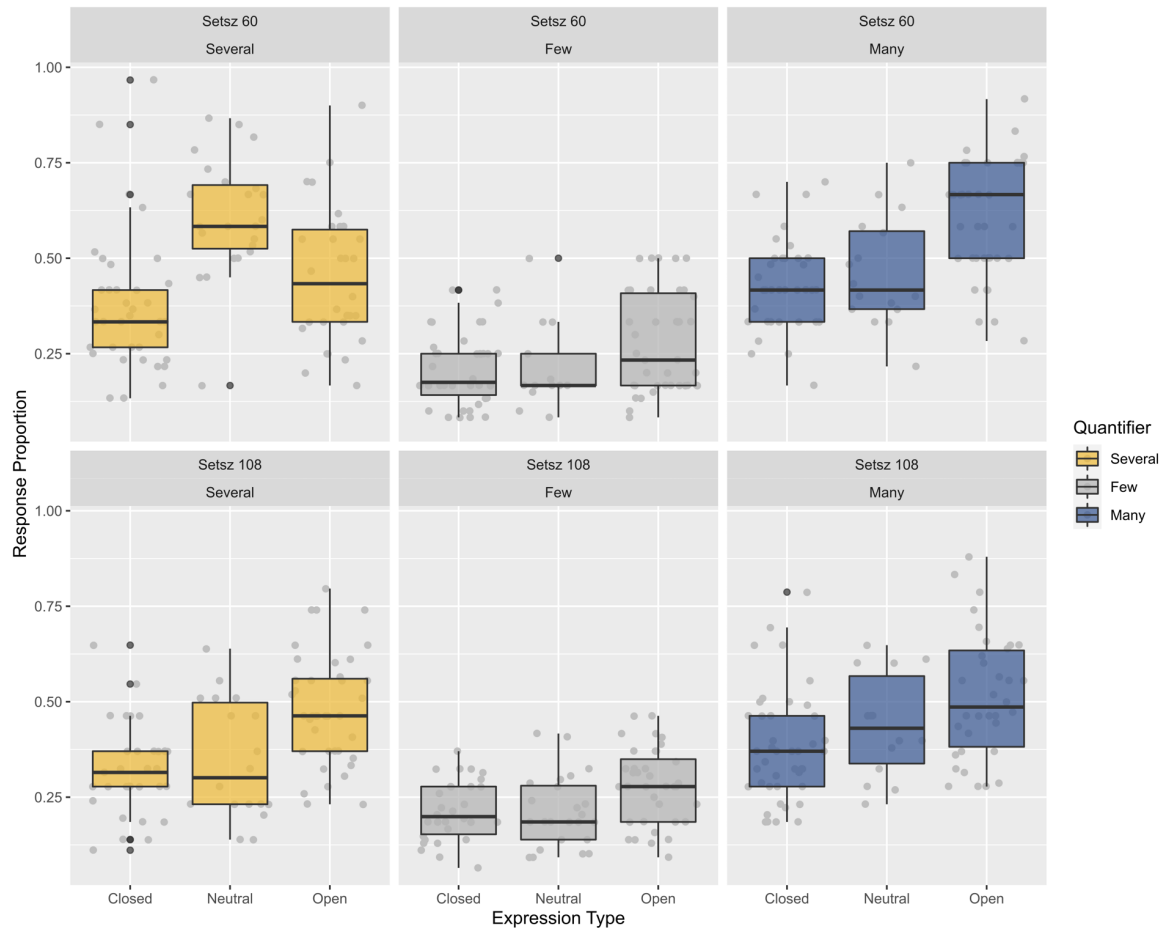 Setsz 60
Several
Setsz 60
Few
Setsz 60
Many
1.00
0.75
0.50
0.25
Setsz 108
Several
Setsz 108
Few
Setsz 108
Many
1.00
0.75
0.50
0.25
Response Proportion
Closed Neutral Open
Closed Neutral Open
Closed Neutral Open
Expression Type
Quantifier
Several
Few
Many